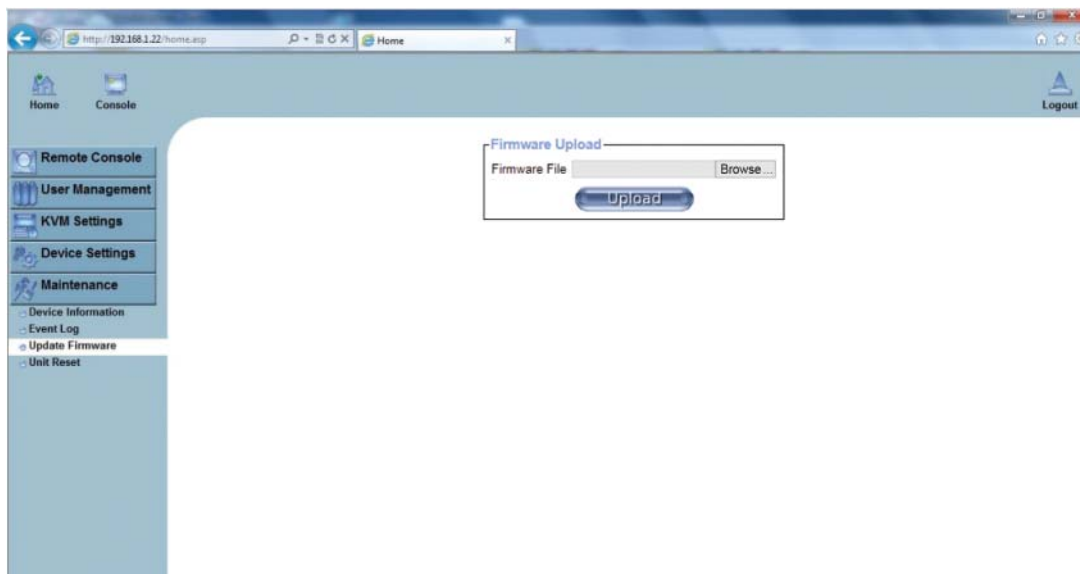 http://192.168.1.22/home.asp
Home
Home
Console
Logout
Remote Console
User Management
KVM Settings
Device Settings
Maintenance
Device Information
Event Log
Update Firmware
Unit Reset
Firmware Upload
Firmware File
Browse...
Upload